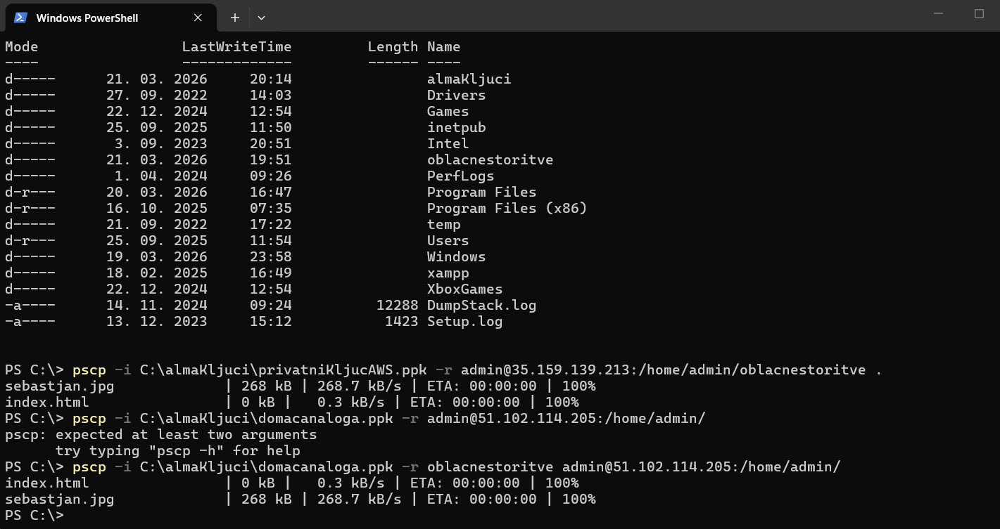 Windows PowerShell
Mode                 LastWriteTime         Length Name
----                 -------------         ------ ----
d-----      21. 03. 2026     20:14                almaKljuci
d-----      27. 09. 2022     14:03                Drivers
d-----      22. 12. 2024     12:54                Games
d-----      25. 09. 2025     11:50                inetpub
d-----       3. 09. 2023     20:51                Intel
d-----      21. 03. 2026     19:51                oblacnestoritve
d-----       1. 04. 2024     09:26                PerfLogs
d-r---      20. 03. 2026     16:47                Program Files
d-r---      16. 10. 2025     07:35                Program Files (x86)
d-----      21. 09. 2022     17:22                temp
d-r---      25. 09. 2025     11:54                Users
d-----      19. 03. 2026     23:58                Windows
d-----      18. 02. 2025     16:49                xampp
d-----      22. 12. 2024     12:54                XboxGames
-a----      14. 11. 2024     09:24          12288 DumpStack.log
-a----      13. 12. 2023     15:12           1423 Setup.log
PS C:\> pscp -i C:\almaKljuci\privatniKljucAWS.ppk -r admin@35.159.139.213:/home/admin/oblacnestoritve .
sebastjan.jpg             | 268 kB | 268.7 kB/s | ETA: 00:00:00 | 100%
index.html                | 0 kB |   0.3 kB/s | ETA: 00:00:00 | 100%
PS C:\> pscp -i C:\almaKljuci\domacanaloga.ppk -r admin@51.102.114.205:/home/admin/
pscp: expected at least two arguments
      try typing "pscp -h" for help
PS C:\> pscp -i C:\almaKljuci\domacanaloga.ppk -r oblacnestoritve admin@51.102.114.205:/home/admin/
index.html                | 0 kB |   0.3 kB/s | ETA: 00:00:00 | 100%
sebastjan.jpg             | 268 kB | 268.7 kB/s | ETA: 00:00:00 | 100%
PS C:\>